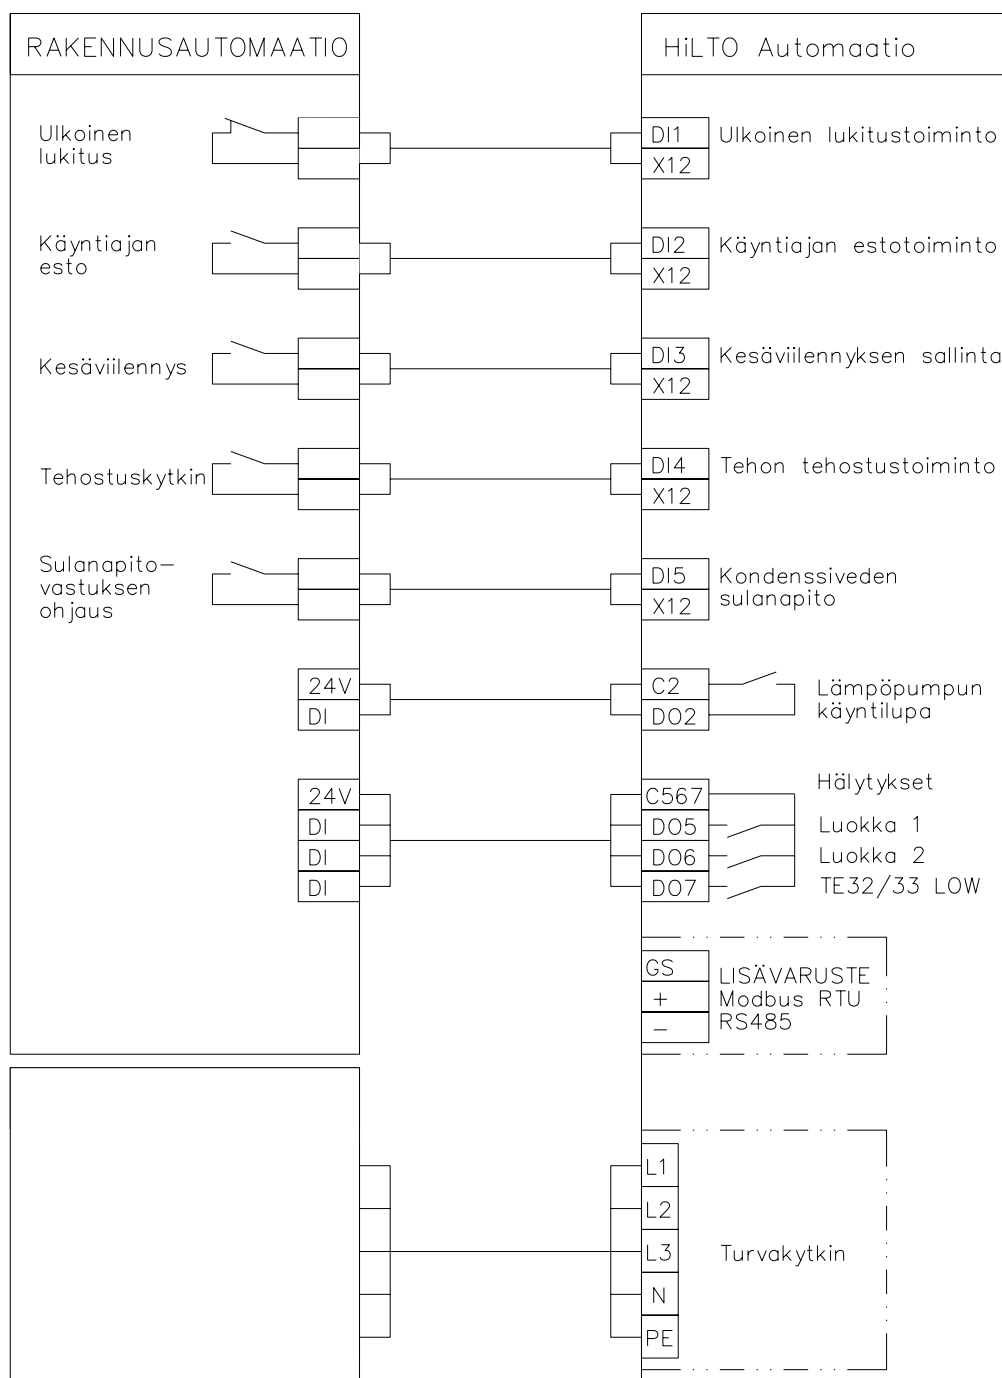 RAKENNUSAUTOMAATIO
HiLTO Automaatio
Ulkoinen
lukitus
DI1
X12
Ulkoinen lukitustoiminto
Käyntiajan
esto
DI2
X12
Käyntiajan estotoiminto
Kesäviilennys
DI3
X12
Kesäviilennyksen sallinta
Tehostuskytkin
DI4
X12
Tehon tehostustoiminto
Sulanapito–
vastuksen
ohjaus
DI5
X12
Kondenssiveden
sulanapito
24V
DI
C2
DO2
Lämpöpumpun
käyntilupa
24V
DI
DI
DI
C567
DO5
DO6
DO7
Hälytykset
Luokka 1
Luokka 2
TE32/33 LOW
GS
+
–
LISÄVARUSTE
Modbus RTU
RS485
L1
L2
L3
N
PE
Turvakytkin